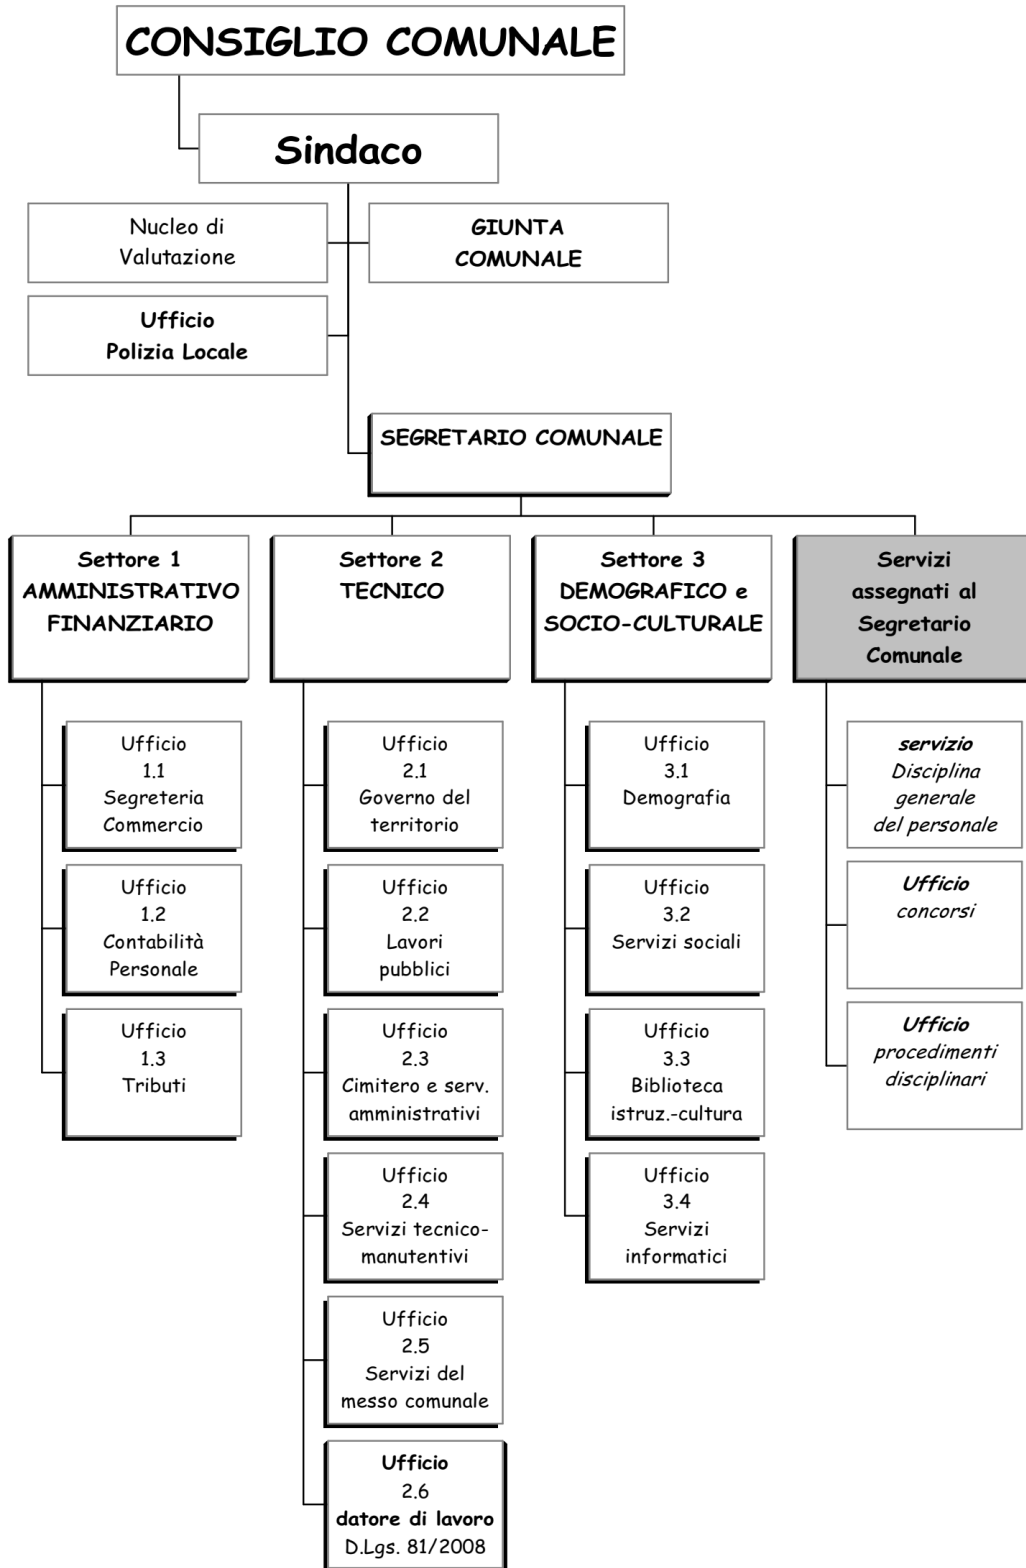 CONSIGLIO COMUNALE
Sindaco
Nucleo di
Valutazione
GIUNTA
COMUNALE
Ufficio
Polizia Locale
SEGRETARIO COMUNALE
Settore 1
AMMINISTRATIVO
FINANZIARIO
Settore 2
TECNICO
Settore 3
DEMOGRAFICO e
SOCIO-CULTURALE
Servizi
assegnati al
Segretario
Comunale
Ufficio
1.1
Segreteria
Commercio
Ufficio
1.2
Contabilità
Personale
Ufficio
1.3
Tributi
Ufficio
2.1
Governo del
territorio
Ufficio
2.2
Lavori
pubblici
Ufficio
2.3
Cimitero e serv.
amministrativi
Ufficio
2.4
Servizi tecnico-
manutentivi
Ufficio
2.5
Servizi del
messo comunale
Ufficio
2.6
datore di lavoro
D.Lgs. 81/2008
Ufficio
3.1
Demografia
Ufficio
3.2
Servizi sociali
Ufficio
3.3
Biblioteca
istruz.-cultura
Ufficio
3.4
Servizi
informatici
servizio
Disciplina
generale
del personale
Ufficio
concorsi
Ufficio
procedimenti
disciplinari